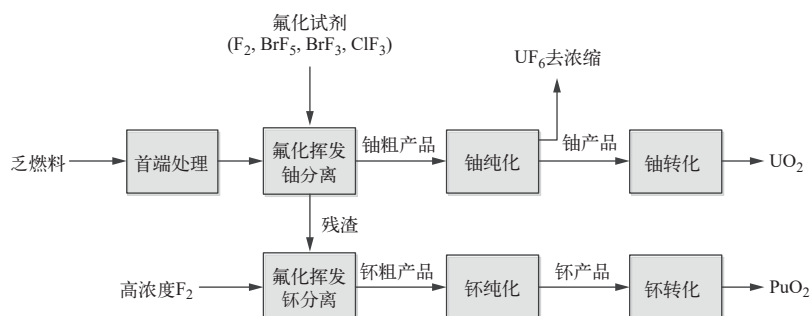 氟化试剂
(F₂, BrF₅, BrF₃, ClF₃)
UF₆去浓缩
乏燃料
首端处理
氟化挥发
铀分离
铀粗产品
铀纯化
铀产品
铀转化
UO₂
残渣
高浓度F₂
氟化挥发
钚分离
钚粗产品
钚纯化
钚产品
钚转化
PuO₂